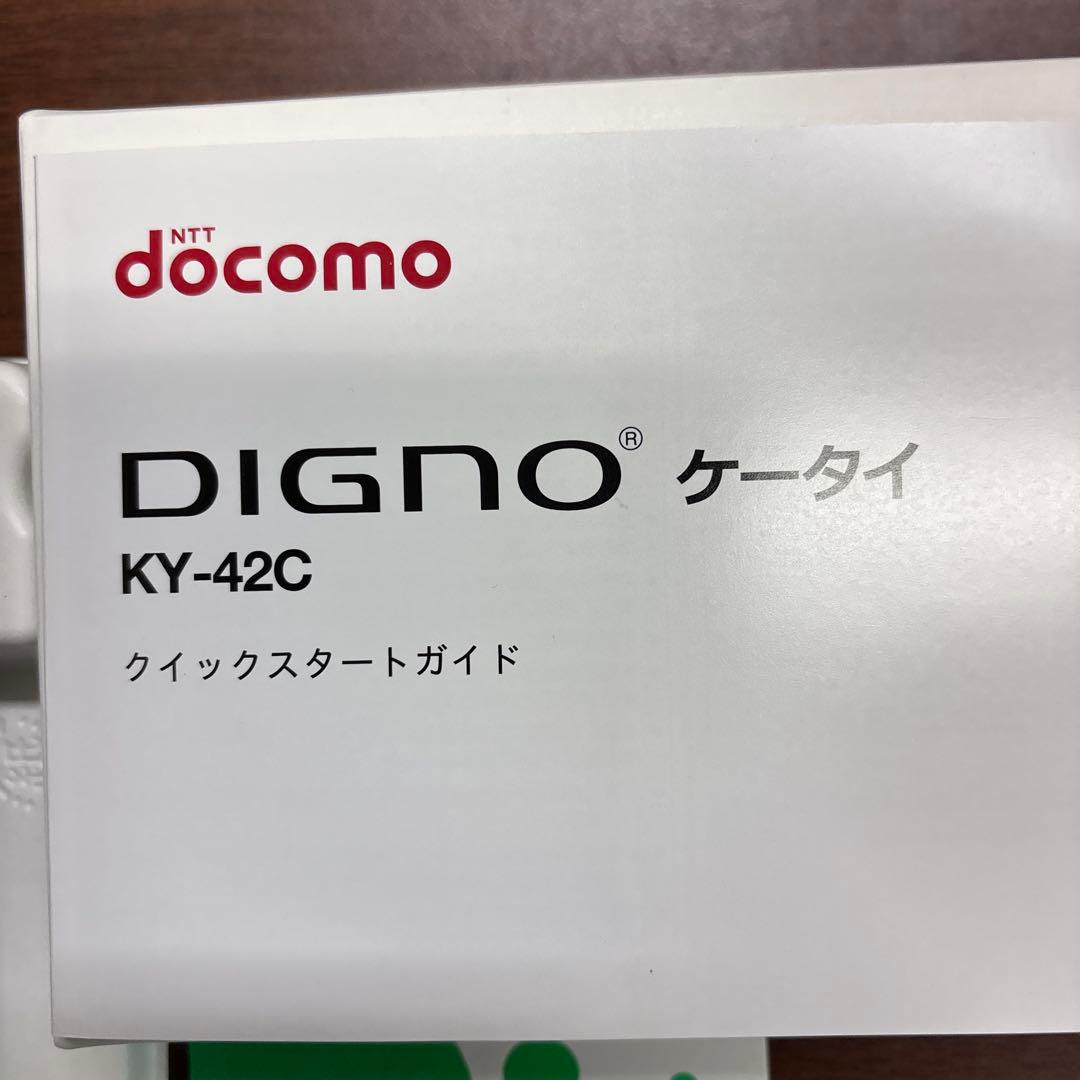 NTT
docomo
DIGNO® ケータイ
KY-42C
クイックスタートガイド
紙